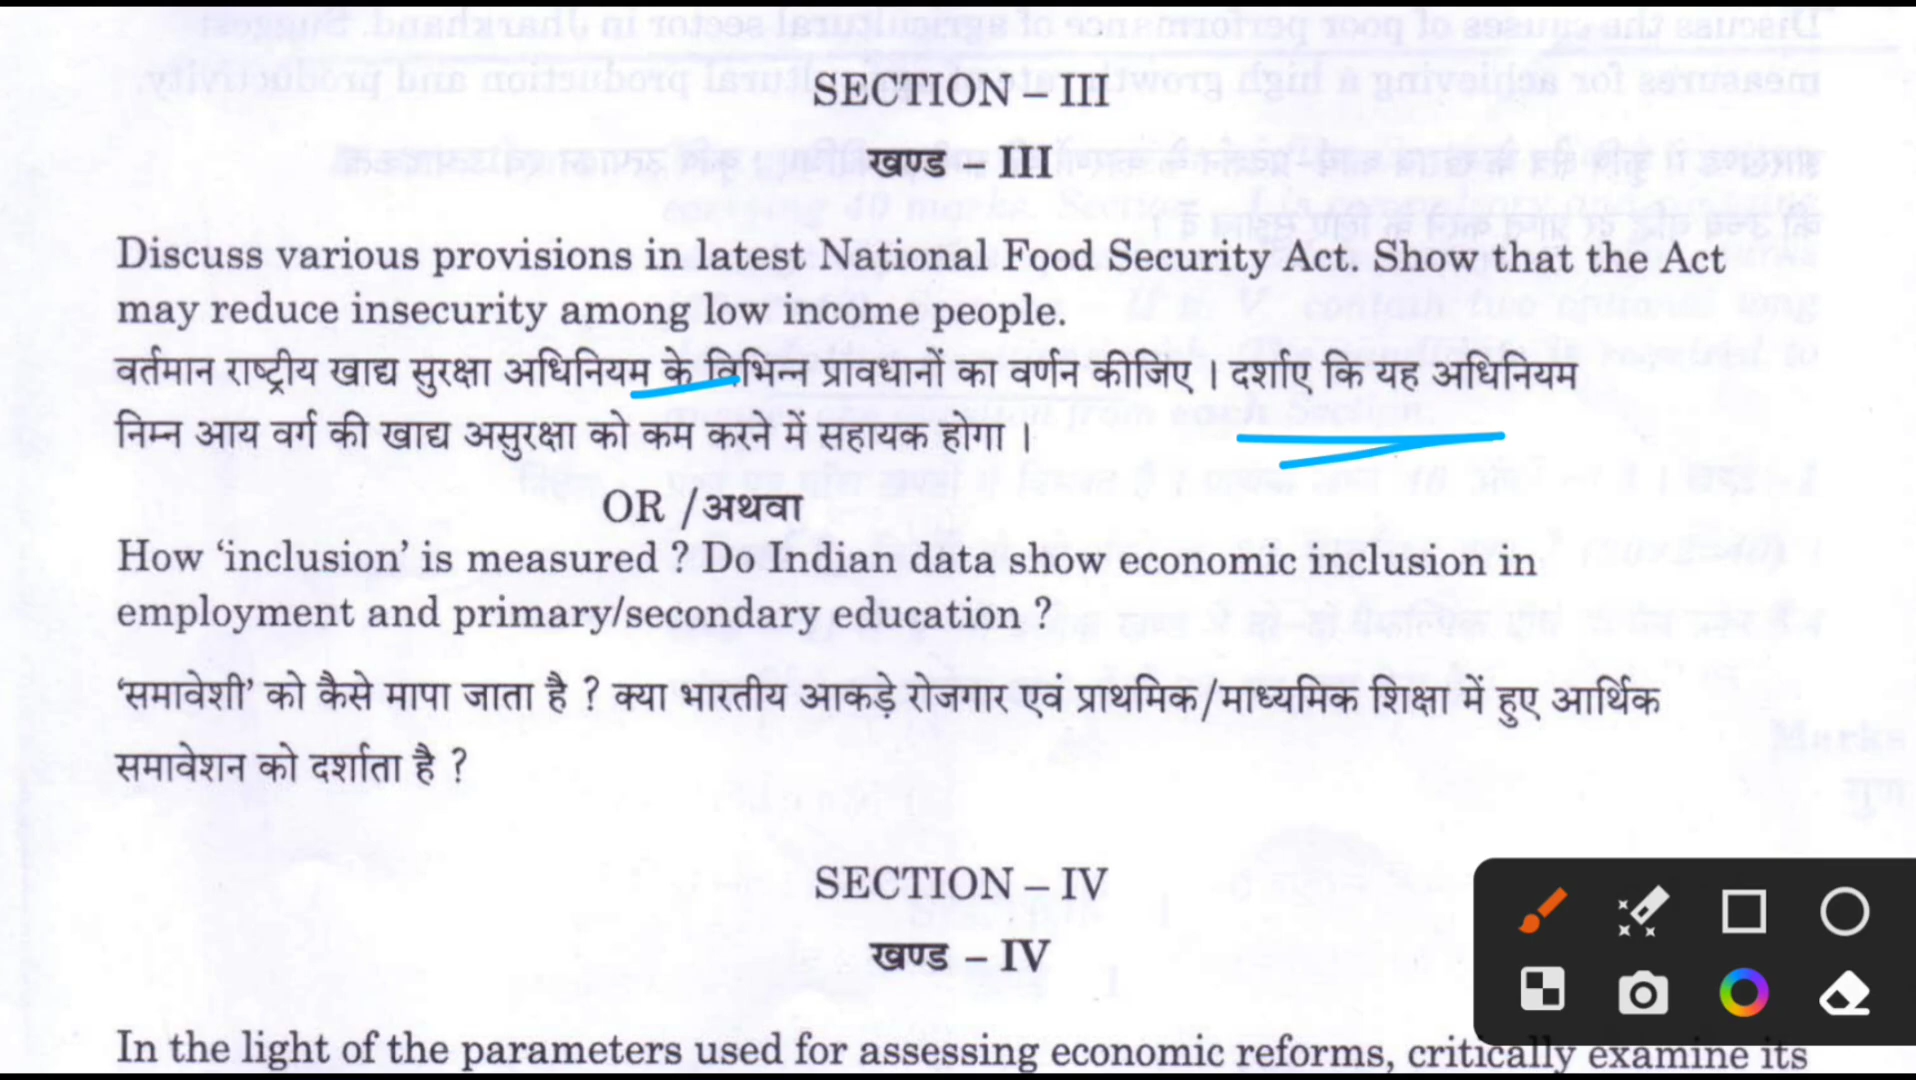 SECTION – III
खण्ड – III
Discuss various provisions in latest National Food Security Act. Show that the Act
may reduce insecurity among low income people.
वर्तमान राष्ट्रीय खाद्य सुरक्षा अधिनियम के विभिन्न प्रावधानों का वर्णन कीजिए । दर्शाएं कि यह अधिनियम
निम्न आय वर्ग की खाद्य असुरक्षा को कम करने में सहायक होगा ।
OR /अथवा
How ‘inclusion’ is measured ? Do Indian data show economic inclusion in
employment and primary/secondary education ?
‘समावेशी’ को कैसे मापा जाता है ? क्या भारतीय आकड़े रोजगार एवं प्राथमिक/माध्यमिक शिक्षा में हुए आर्थिक
समावेशन को दर्शाता है ?
SECTION – IV
खण्ड – IV
In the light of the parameters used for assessing economic reforms, critically examine its